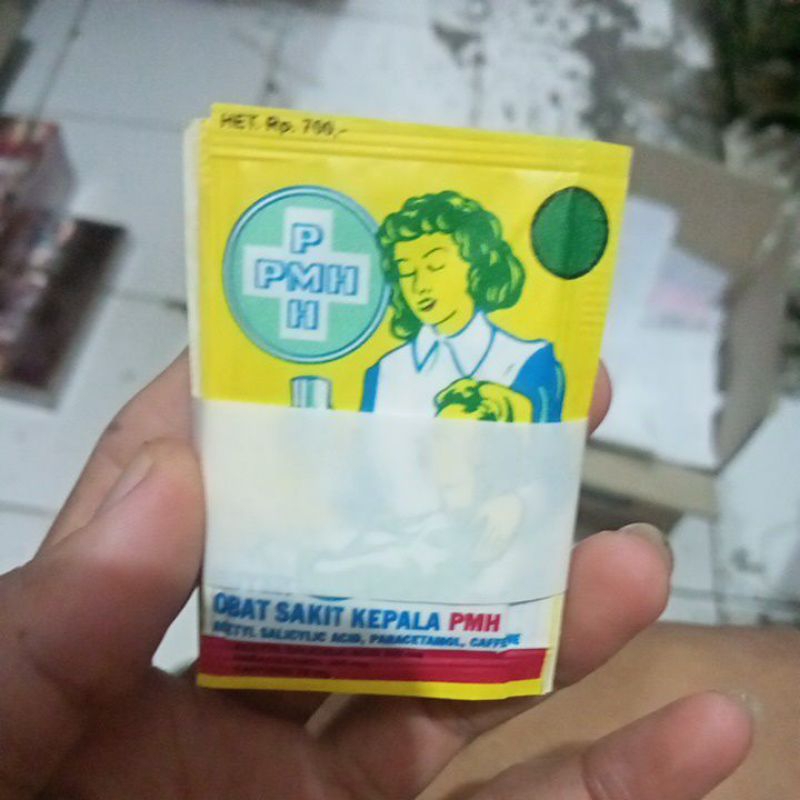 HET. Rp. 700,-
P
PMH
H
OBAT SAKIT KEPALA PMH
ACETYL SALICYLIC ACID, PARACETAMOL, CAFFEINE